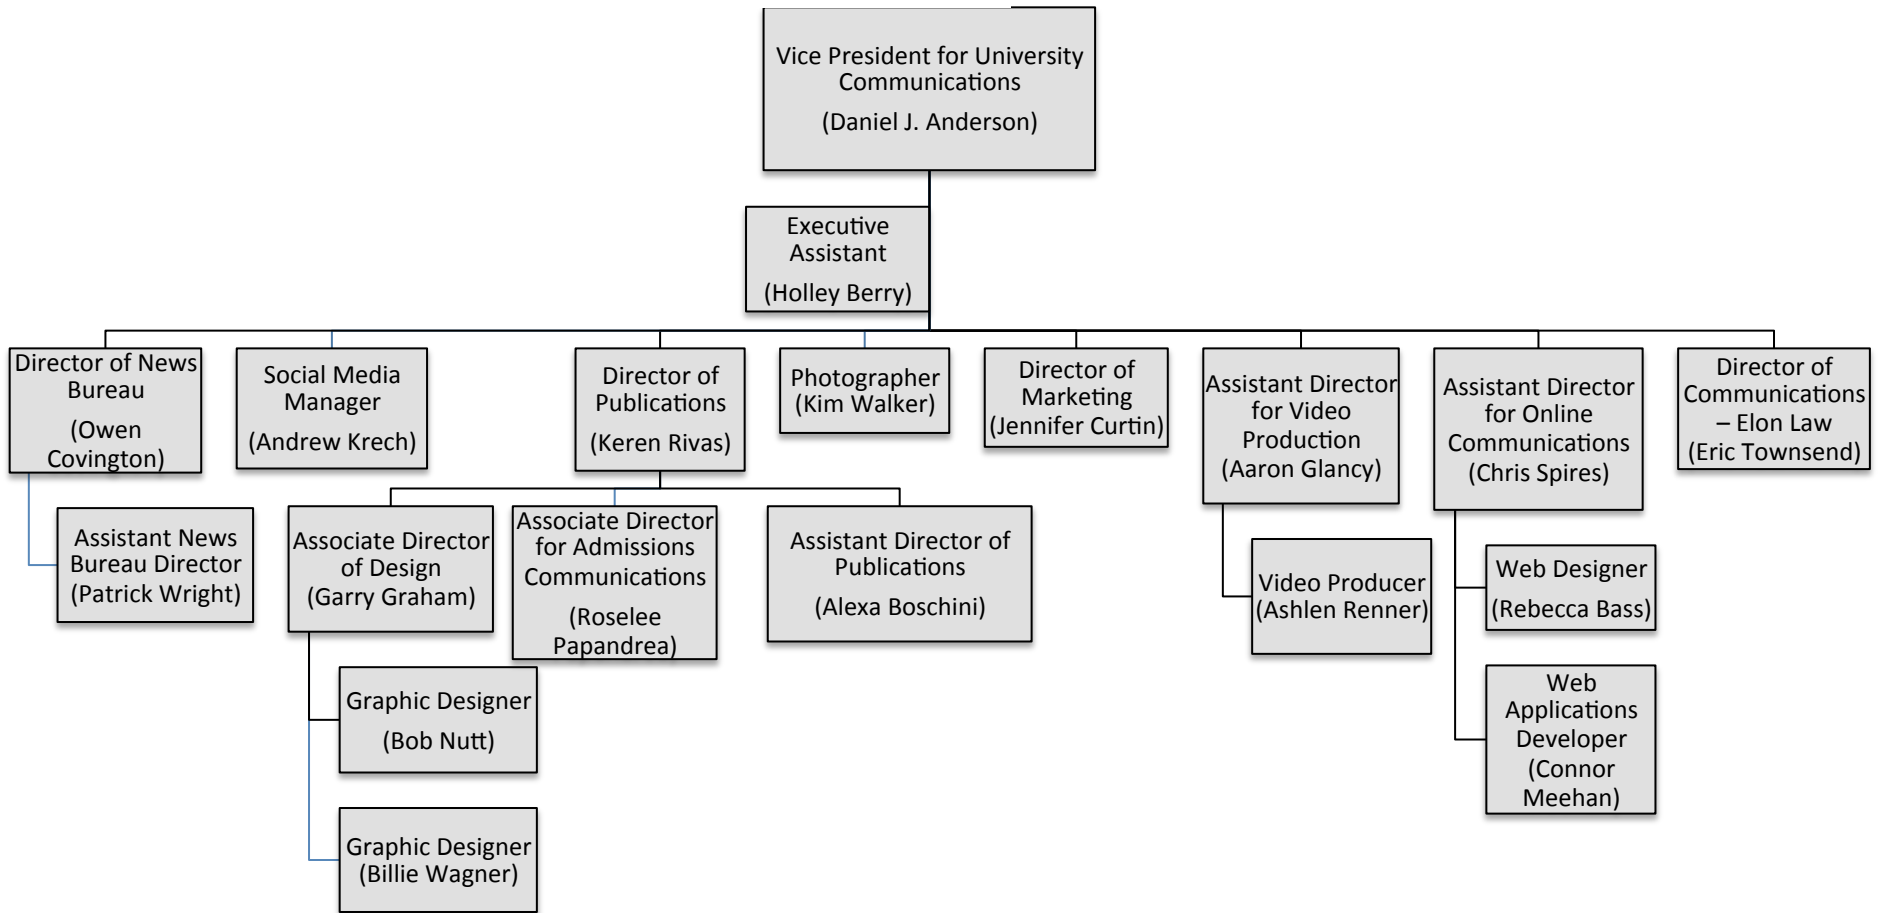 Vice President for University
Communications
(Daniel J. Anderson)
Executive
Assistant
(Holley Berry)
Director of News
Bureau
(Owen
Covington)
Social Media
Manager
(Andrew Krech)
Director of
Publications
(Keren Rivas)
Photographer
(Kim Walker)
Director of
Marketing
(Jennifer Curtin)
Assistant Director
for Video
Production
(Aaron Glancy)
Assistant Director
for Online
Communications
(Chris Spires)
Director of
Communications
– Elon Law
(Eric Townsend)
Assistant News
Bureau Director
(Patrick Wright)
Associate Director
of Design
(Garry Graham)
Associate Director
for Admissions
Communications
(Roselee
Papandrea)
Assistant Director of
Publications
(Alexa Boschini)
Video Producer
(Ashlen Renner)
Web Designer
(Rebecca Bass)
Graphic Designer
(Bob Nutt)
Web
Applications
Developer
(Connor
Meehan)
Graphic Designer
(Billie Wagner)